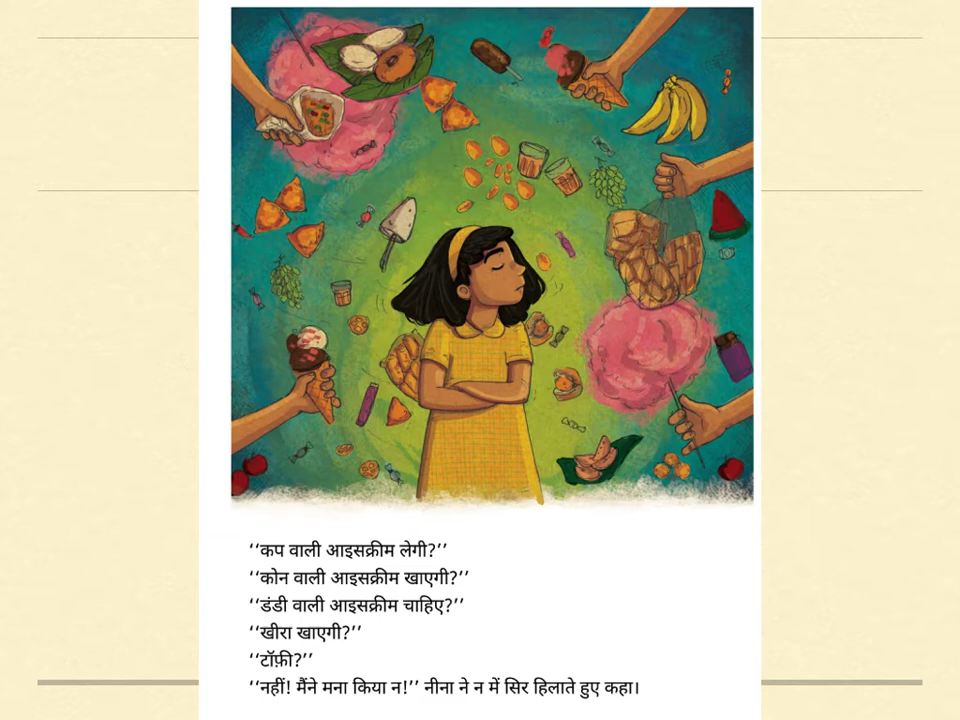 ‘‘कप वाली आइसक्रीम लेगी?’’
‘‘कोन वाली आइसक्रीम खाएगी?’’
‘‘डंडी वाली आइसक्रीम चाहिए?’’
‘‘खीरा खाएगी?’’
‘‘टॉफ़ी?’’
‘‘नहीं! मैंने मना किया न!’’ नीना ने न में सिर हिलाते हुए कहा।